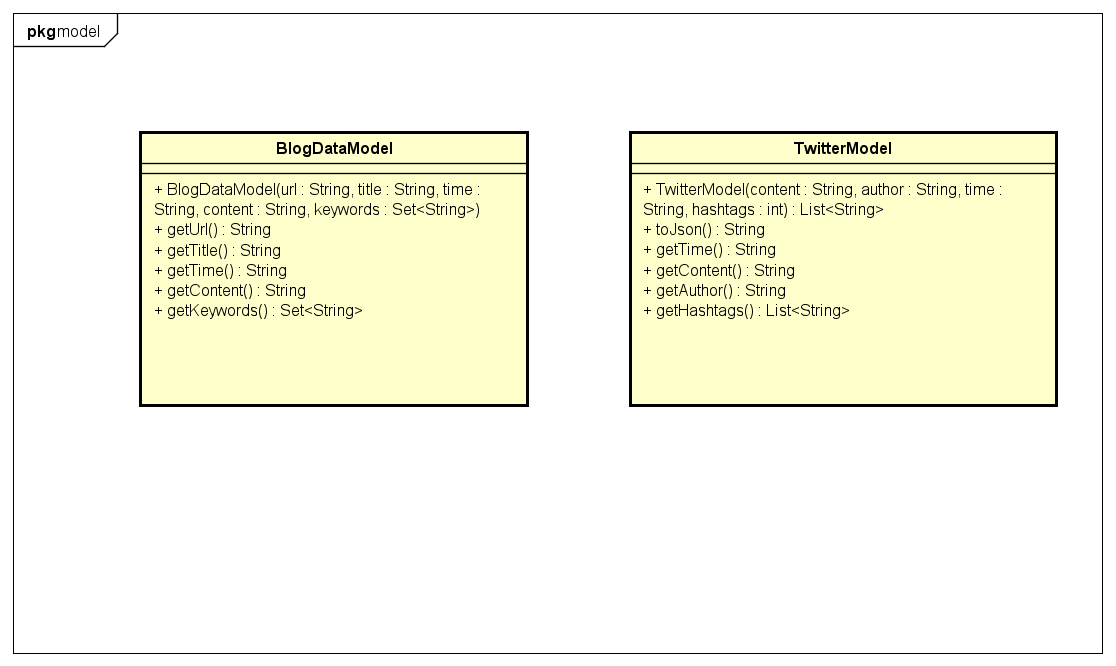 pkg model
BlogDataModel
+ BlogDataModel(url : String, title : String, time :
String, content : String, keywords : Set<String>)
+ getUrl() : String
+ getTitle() : String
+ getTime() : String
+ getContent() : String
+ getKeywords() : Set<String>
TwitterModel
+ TwitterModel(content : String, author : String, time :
String, hashtags : int) : List<String>
+ toJson() : String
+ getTime() : String
+ getContent() : String
+ getAuthor() : String
+ getHashtags() : List<String>